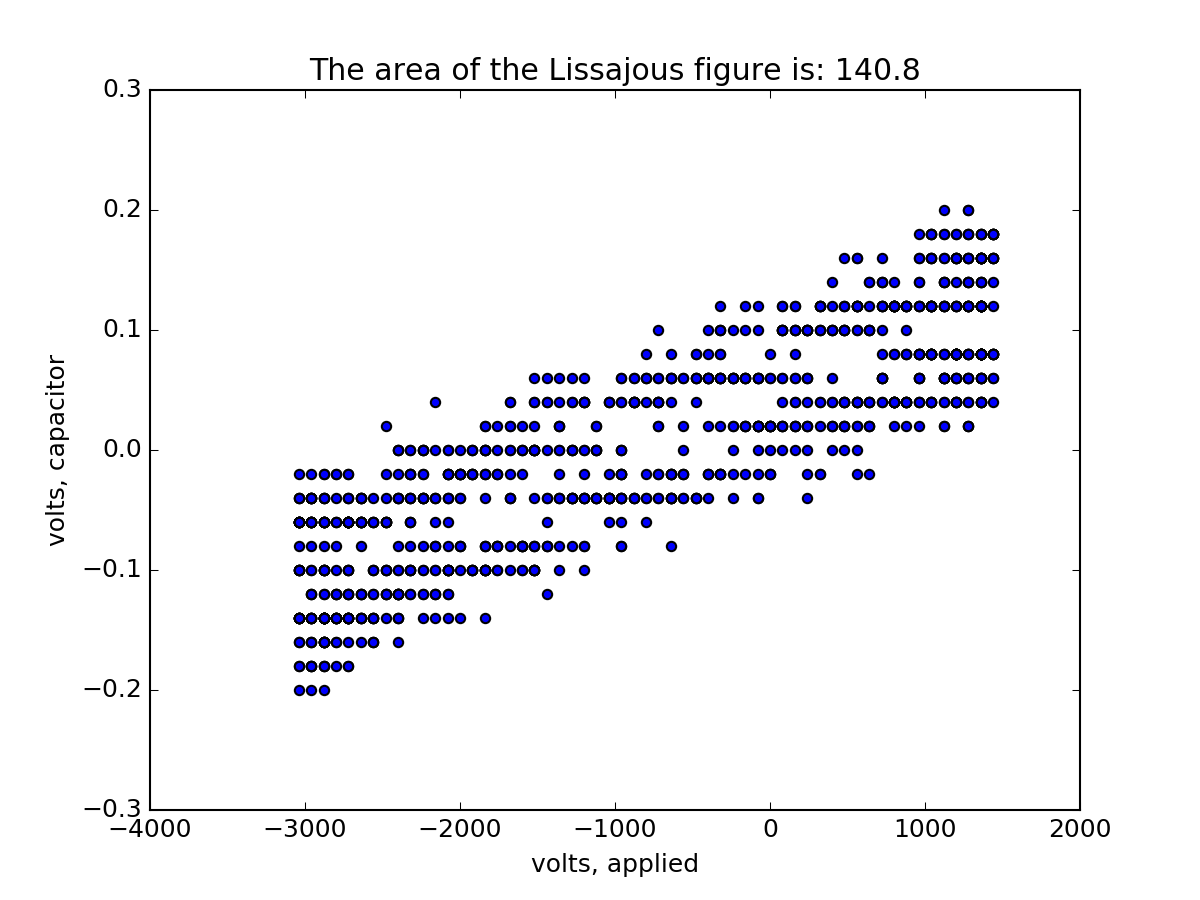 The area of the Lissajous figure is: 140.8
0.3
0.2
0.1
0.0
−0.1
−0.2
−0.3
volts, capacitor
−4000 −3000 −2000 −1000 0 1000 2000
volts, applied